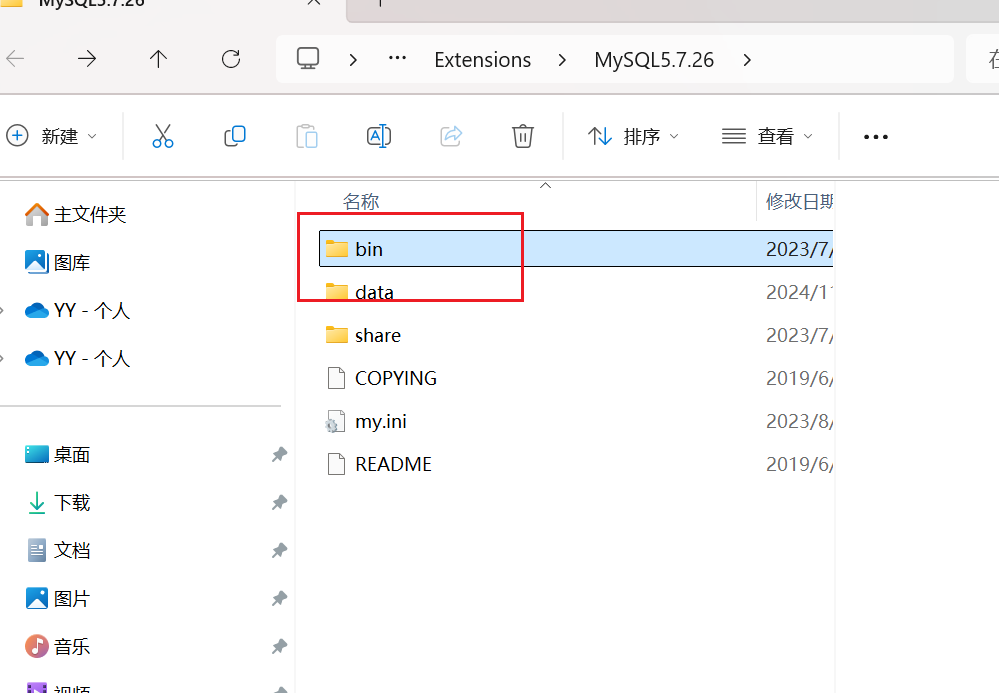 MySQL5.7.26
Extensions
MySQL5.7.26
在
新建
排序
查看
名称
修改日期
主文件夹
bin
2023/7/
图库
data
2024/11
YY - 个人
share
2023/7/
YY - 个人
COPYING
2019/6/
my.ini
2023/8/
桌面
README
2019/6/
下载
文档
图片
音乐
视频